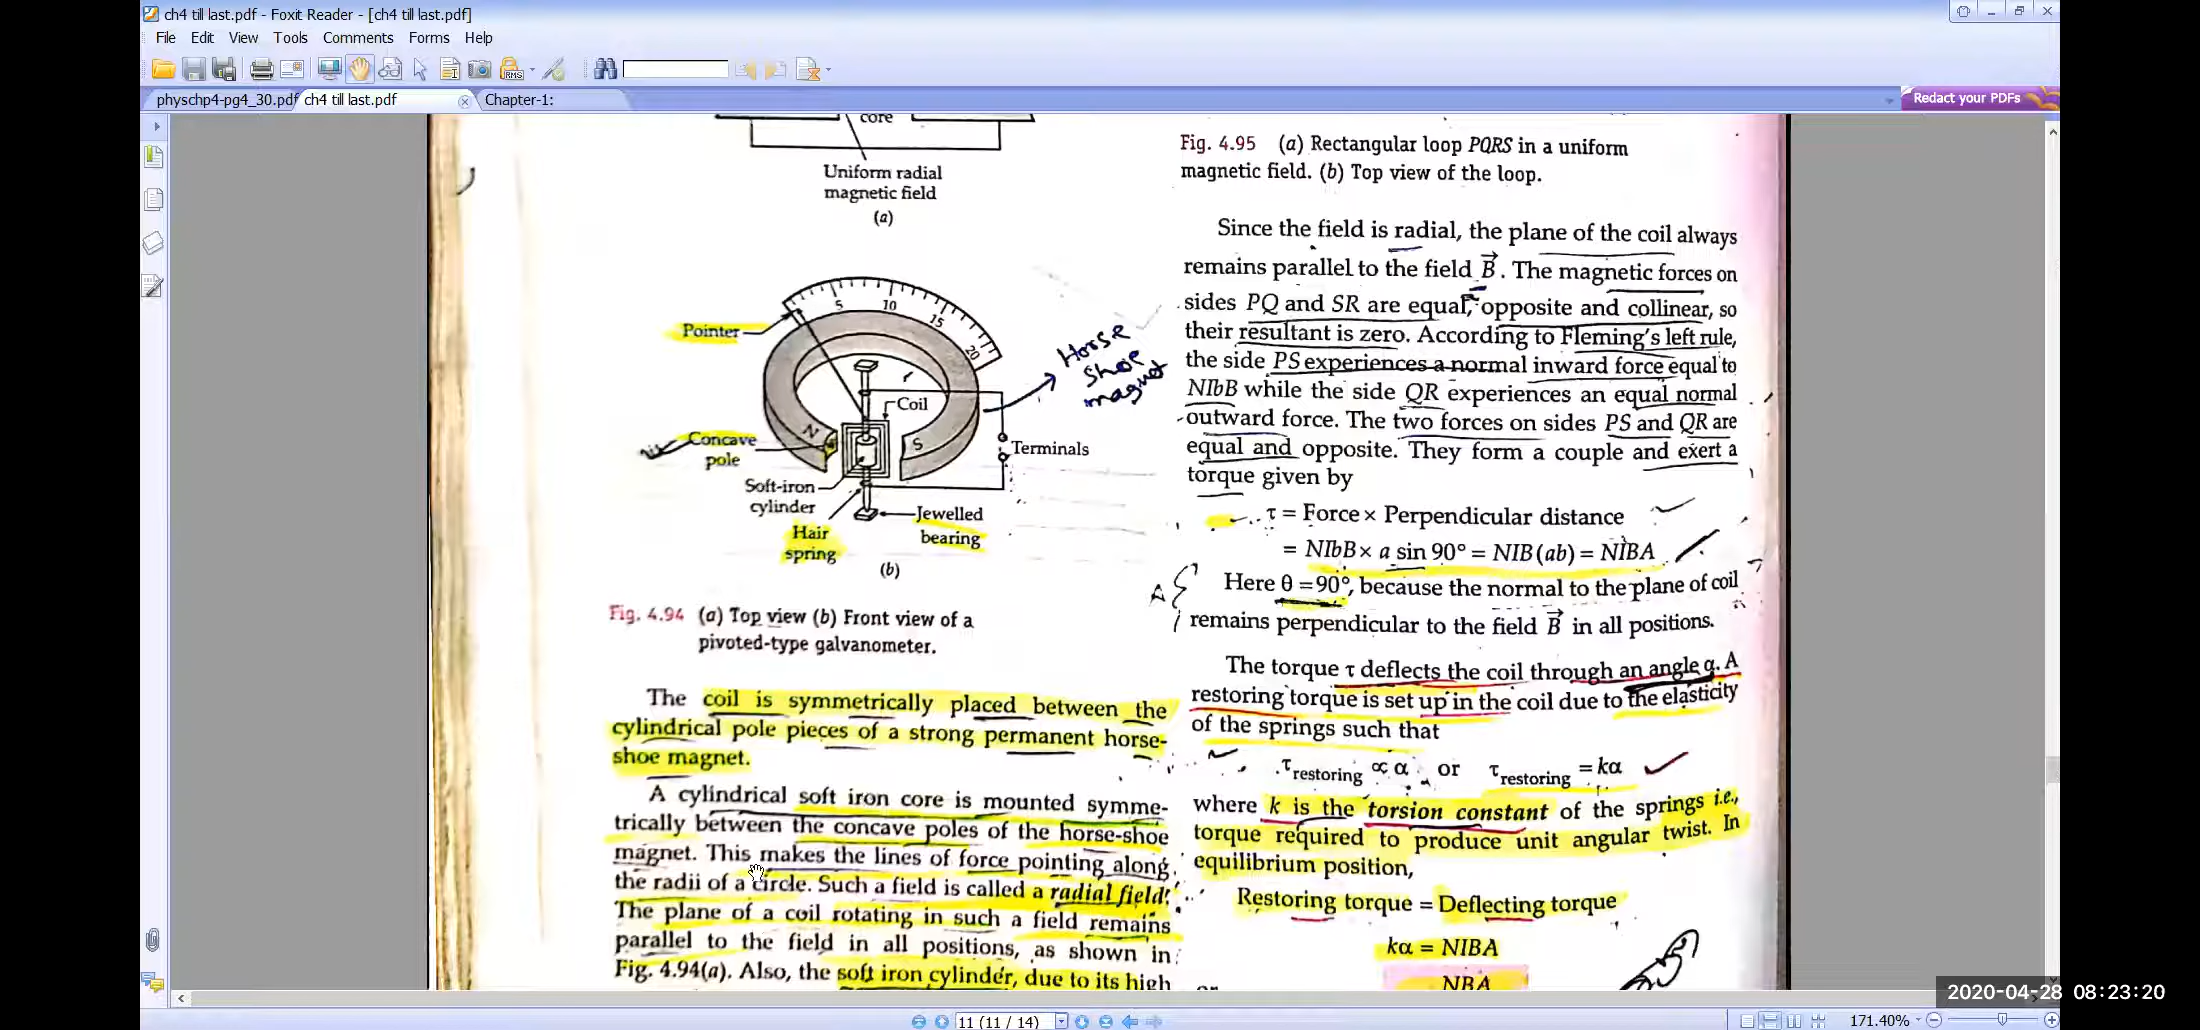 ch4 till last.pdf - Foxit Reader - [ch4 till last.pdf]
File Edit View Tools Comments Forms Help
physchp4-pg4_30.pdf ch4 till last.pdf Chapter-1: Redact your PDFs
core
Uniform radial
magnetic field
(a)
5 10 15 20
Pointer
Horse
shoe
magnet
Coil
N S
Concave
pole
Terminals
Soft-iron
cylinder
Jewelled
bearing
Hair
spring
(b)
Fig. 4.94 (a) Top view (b) Front view of a
pivoted-type galvanometer.
The coil is symmetrically placed between the
cylindrical pole pieces of a strong permanent horse-
shoe magnet.
A cylindrical soft iron core is mounted symme-
trically between the concave poles of the horse-shoe
magnet. This makes the lines of force pointing along
the radii of a circle. Such a field is called a radial field.
The plane of a coil rotating in such a field remains
parallel to the field in all positions, as shown in
Fig. 4.94(a). Also, the soft iron cylinder, due to its high
Fig. 4.95 (a) Rectangular loop PQRS in a uniform
magnetic field. (b) Top view of the loop.
Since the field is radial, the plane of the coil always
remains parallel to the field B⃗. The magnetic forces on
sides PQ and SR are equal, opposite and collinear, so
their resultant is zero. According to Fleming's left rule,
the side PS experiences a normal inward force equal to
NIbB while the side QR experiences an equal normal
outward force. The two forces on sides PS and QR are
equal and opposite. They form a couple and exert a
torque given by
τ = Force × Perpendicular distance
= NIbB × a sin 90° = NIB (ab) = NIBA
A { Here θ = 90°, because the normal to the plane of coil
remains perpendicular to the field B⃗ in all positions.
The torque τ deflects the coil through an angle α. A
restoring torque is set up in the coil due to the elasticity
of the springs such that
τrestoring ∝ α or τrestoring = kα
where k is the torsion constant of the springs i.e.,
torque required to produce unit angular twist. In
equilibrium position,
Restoring torque = Deflecting torque
kα = NIBA
or NBA
2020-04-28 08:23:20
11 (11 / 14) 171.40%